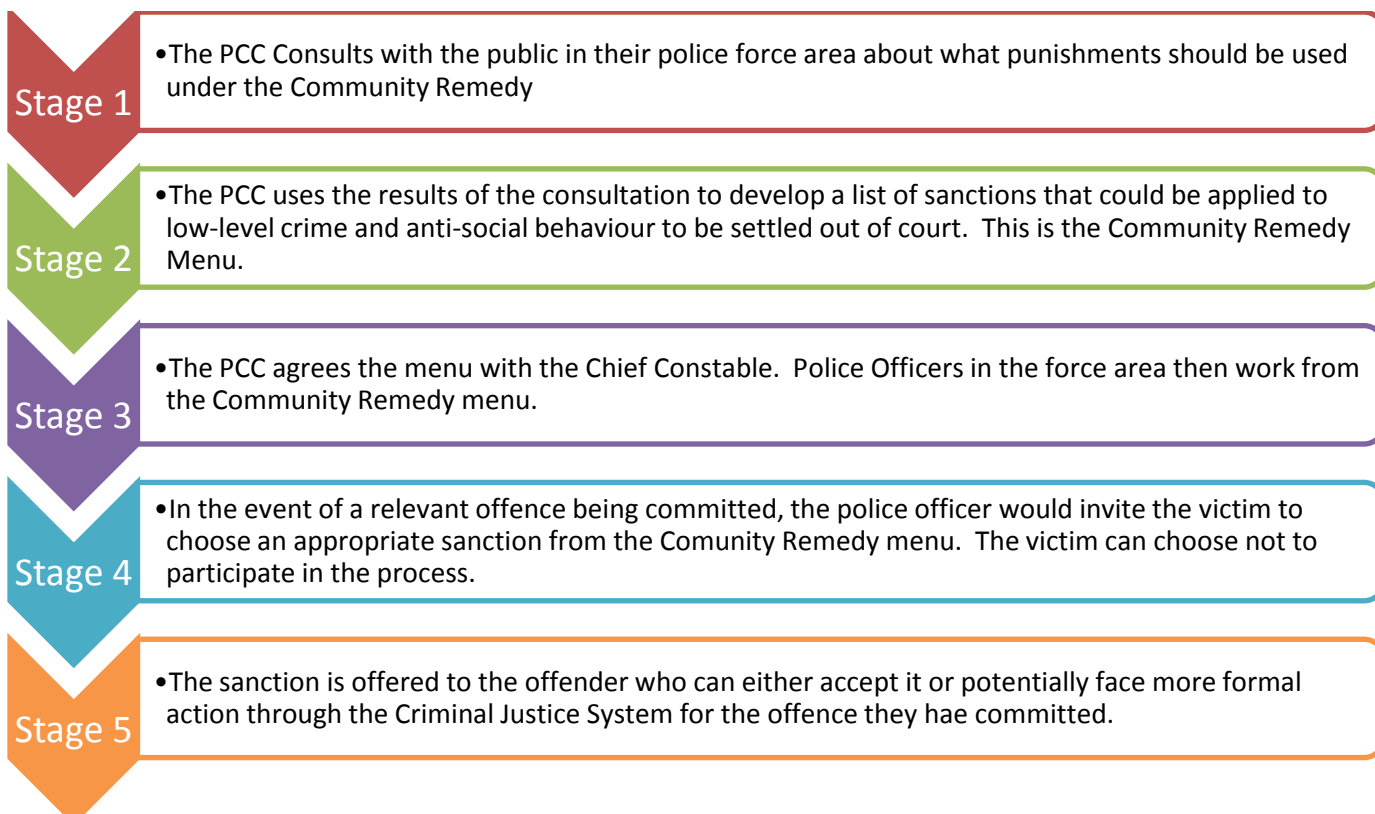 Stage 1
•The PCC Consults with the public in their police force area about what punishments should be used
under the Community Remedy
Stage 2
•The PCC uses the results of the consultation to develop a list of sanctions that could be applied to
low-level crime and anti-social behaviour to be settled out of court.  This is the Community Remedy
Menu.
Stage 3
•The PCC agrees the menu with the Chief Constable.  Police Officers in the force area then work from
the Community Remedy menu.
Stage 4
•In the event of a relevant offence being committed, the police officer would invite the victim to
choose an appropriate sanction from the Comunity Remedy menu.  The victim can choose not to
participate in the process.
Stage 5
•The sanction is offered to the offender who can either accept it or potentially face more formal
action through the Criminal Justice System for the offence they hae committed.